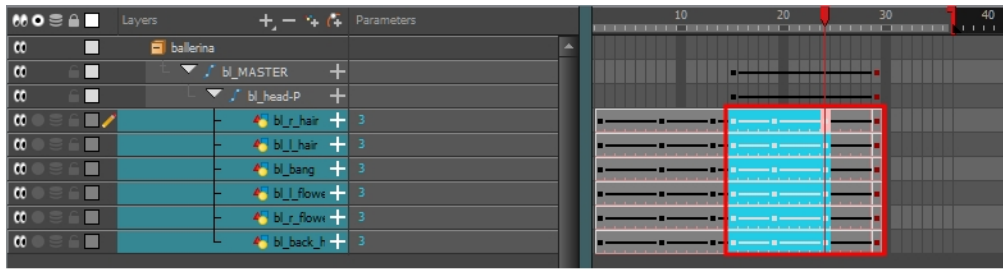 Layers Parameters 10 20 30 40
ballerina
bl_MASTER
bl_head-P
bl_r_hair 3
bl_l_hair 3
bl_bang 3
bl_l_flowe 3
bl_r_flowe 3
bl_back_h 3